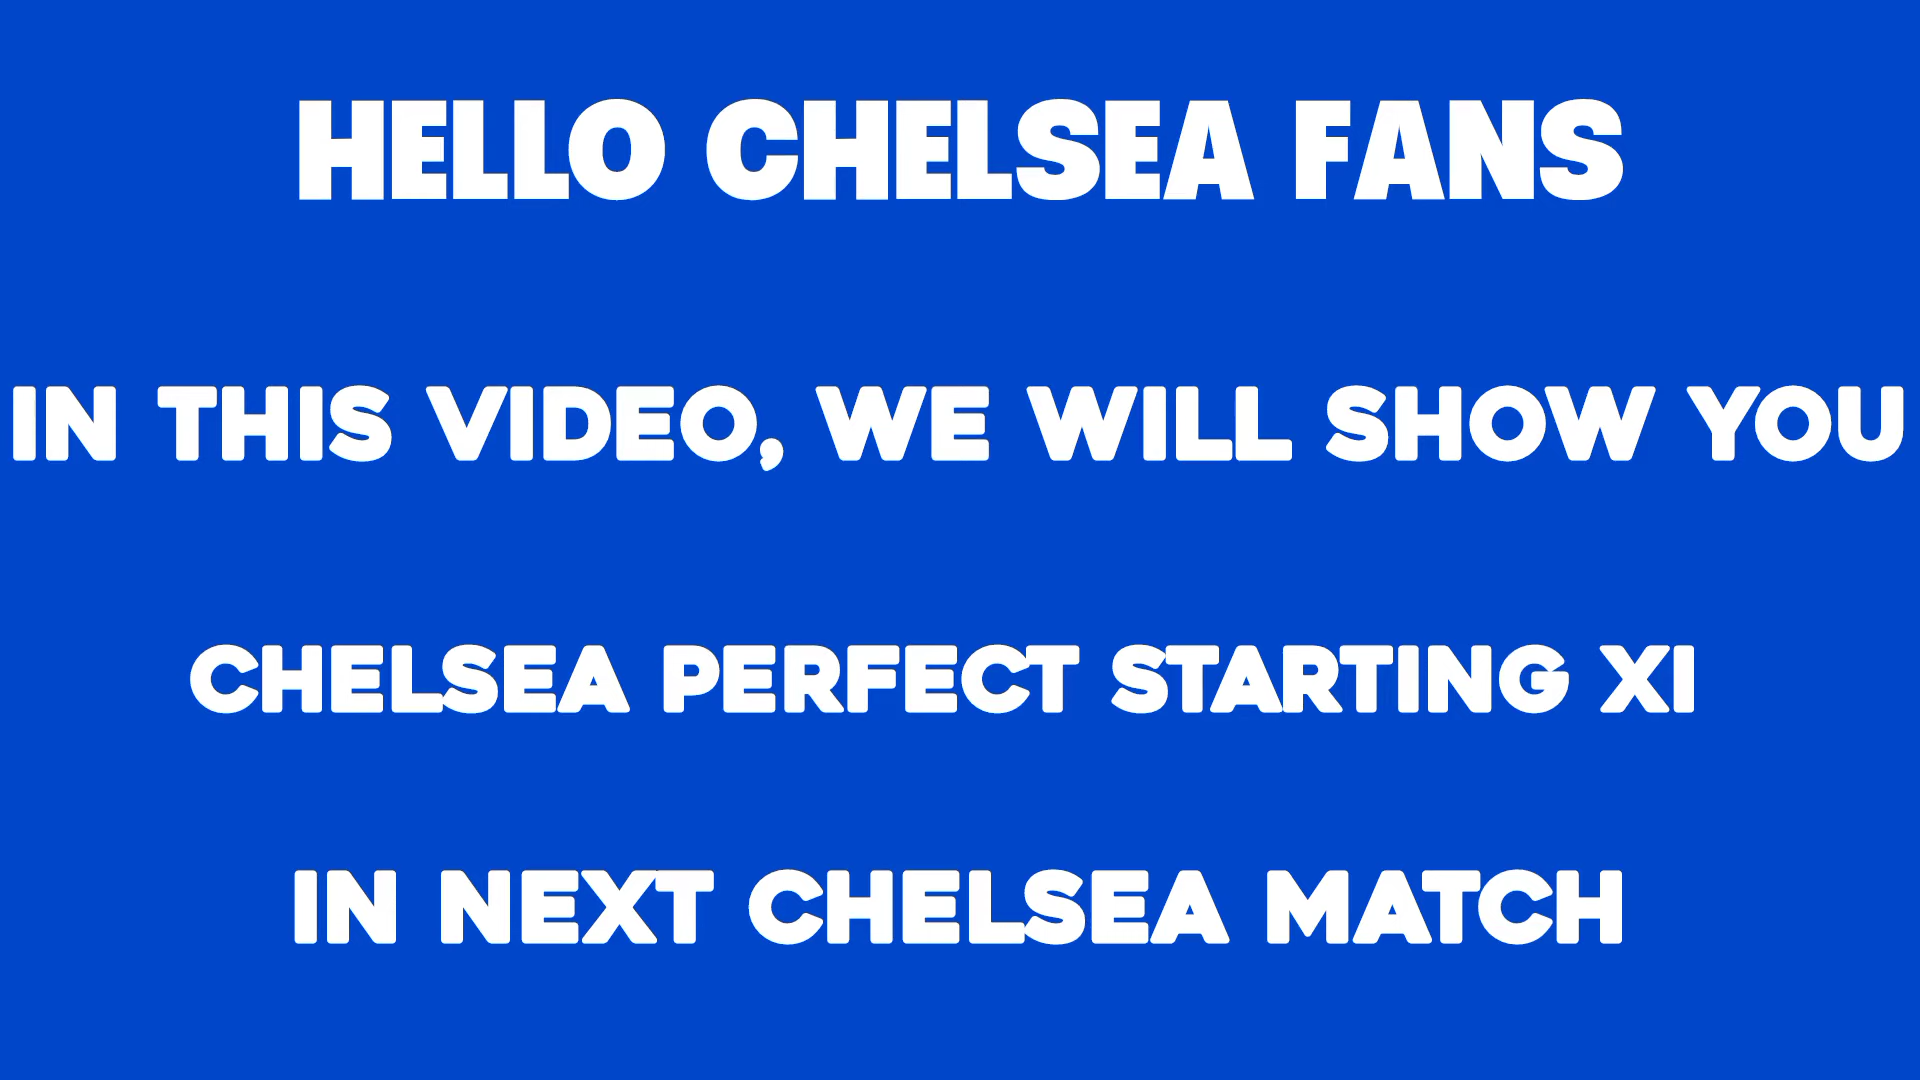 HELLO CHELSEA FANS
IN THIS VIDEO, WE WILL SHOW YOU
CHELSEA PERFECT STARTING XI
IN NEXT CHELSEA MATCH